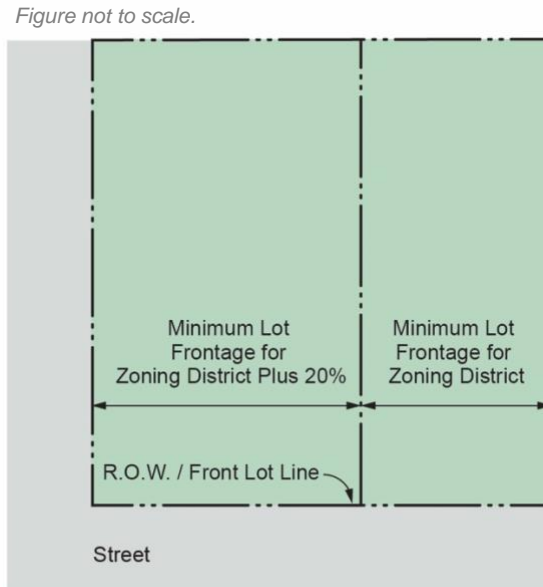 Figure not to scale.
Minimum Lot
Frontage for
Zoning District Plus 20%
Minimum Lot
Frontage for
Zoning District
R.O.W. / Front Lot Line
Street